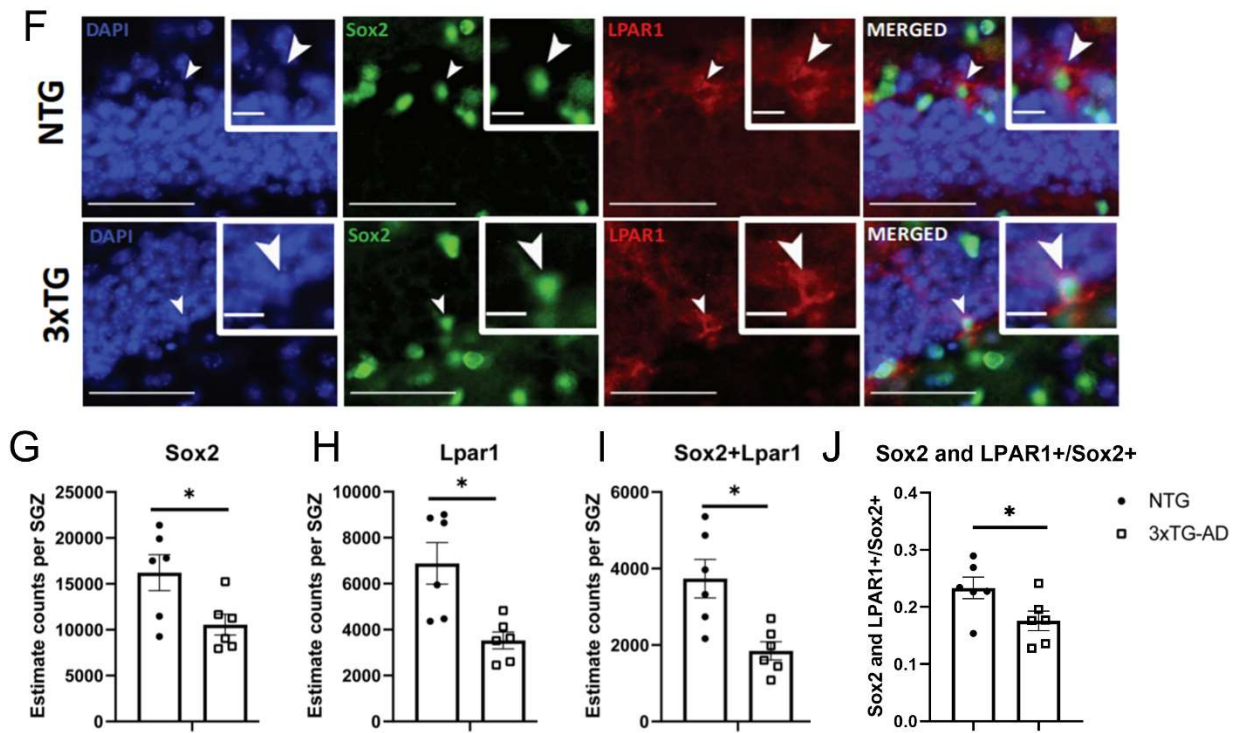 F
NTG
DAPI
Sox2
LPAR1
MERGED
3xTG
DAPI
Sox2
LPAR1
MERGED
G
Sox2
Estimate counts per SGZ
25000
20000
15000
10000
5000
0
*
H
Lpar1
Estimate counts per SGZ
10000
8000
6000
4000
2000
0
*
I
Sox2+Lpar1
Estimate counts per SGZ
6000
4000
2000
0
*
J
Sox2 and LPAR1+/Sox2+
Sox2 and LPAR1+/Sox2+
0.4
0.3
0.2
0.1
0.0
*
NTG
3xTG-AD